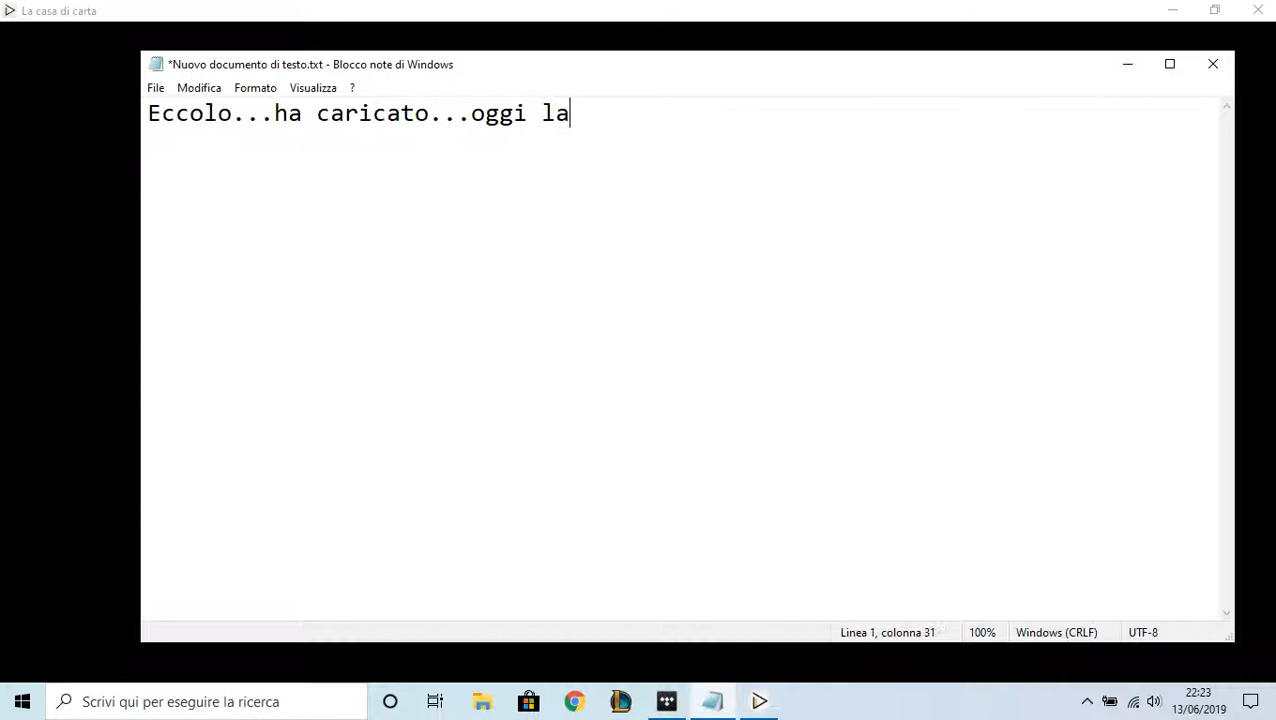 La casa di carta
*Nuovo documento di testo.txt - Blocco note di Windows
File Modifica Formato Visualizza ?
Eccolo...ha caricato...oggi la
Linea 1, colonna 31 100% Windows (CRLF) UTF-8
Scrivi qui per eseguire la ricerca
22:23
13/06/2019